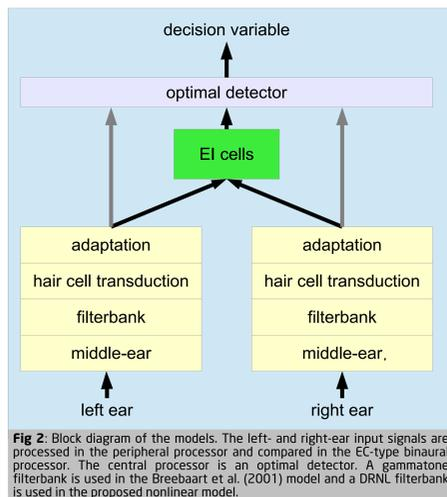 decision variable
optimal detector
EI cells
adaptation
hair cell transduction
filterbank
middle-ear
left ear
adaptation
hair cell transduction
filterbank
middle-ear.
right ear
Fig 2: Block diagram of the models. The left- and right-ear input signals are
processed in the peripheral processor and compared in the EC-type binaural
processor. The central processor is an optimal detector. A gammatone
filterbank is used in the Breebaart et al. (2001) model and a DRNL filterbank
is used in the proposed nonlinear model.